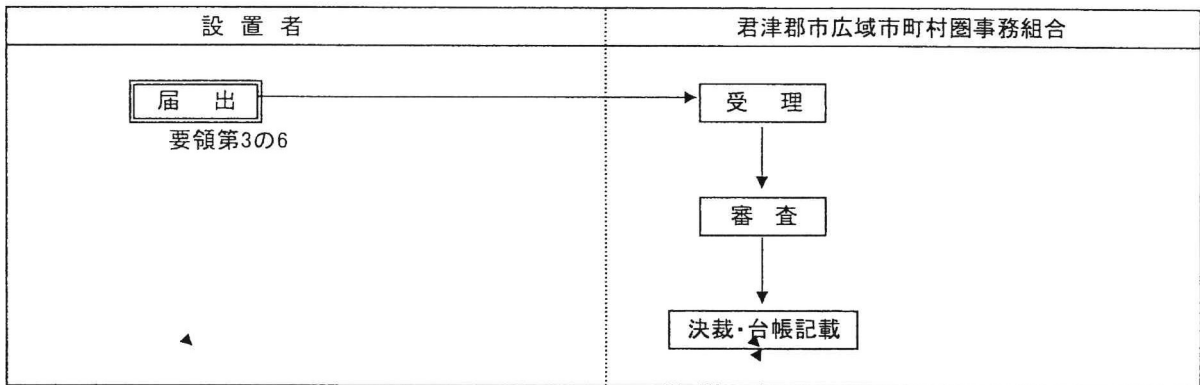 設置者
君津郡市広域市町村圏事務組合
届出
受理
要領第3の6
審査
決裁・台帳記載